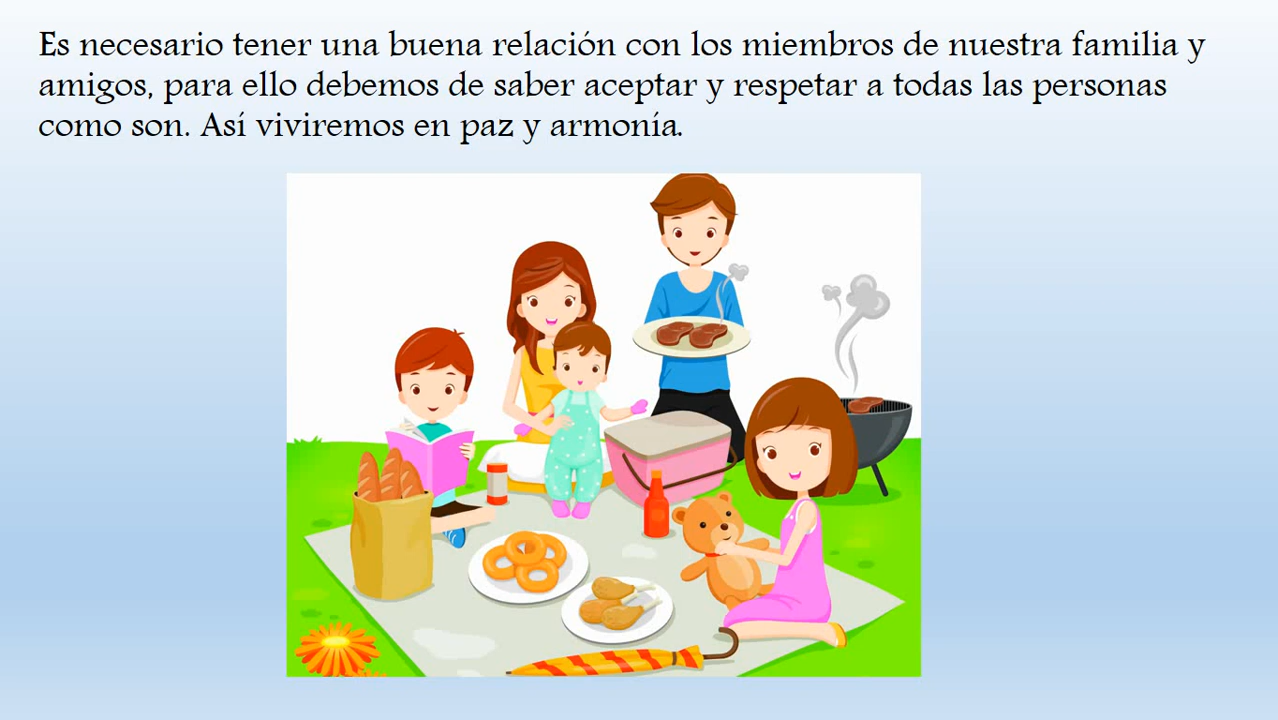 Es necesario tener una buena relación con los miembros de nuestra familia y
amigos, para ello debemos de saber aceptar y respetar a todas las personas
como son. Así viviremos en paz y armonía.